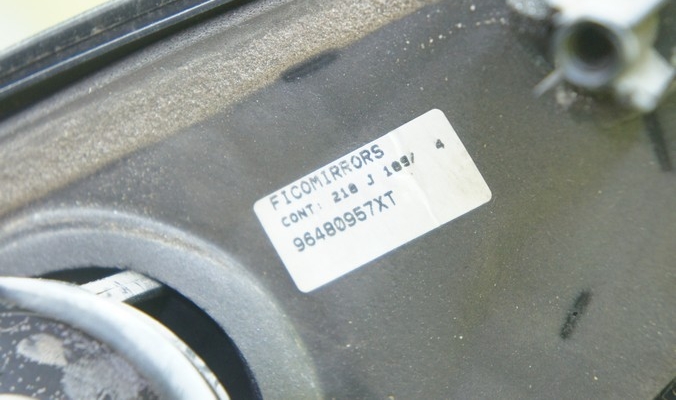 FICOMIRRORS
CONT: 210 J 109/ 4
96480957XT